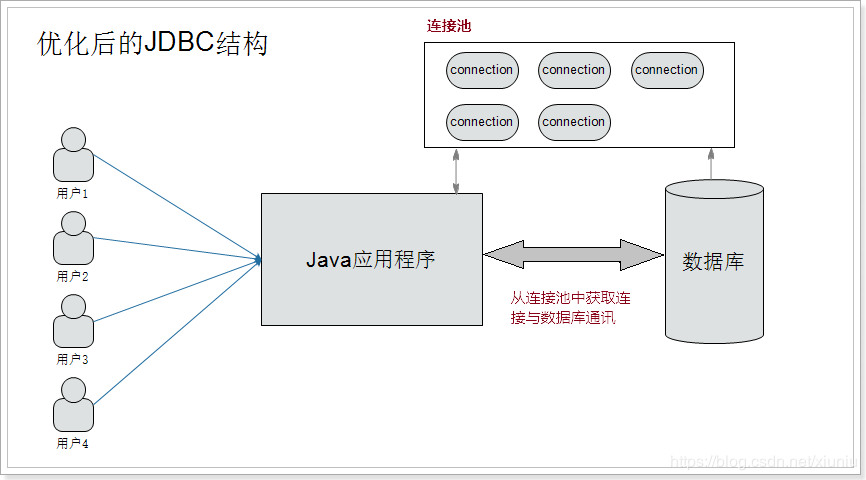 优化后的JDBC结构
连接池
connection
connection
connection
connection
connection
用户1
用户2
用户3
用户4
Java应用程序
数据库
从连接池中获取连
接与数据库通讯
https://blog.csdn.net/xiuniu